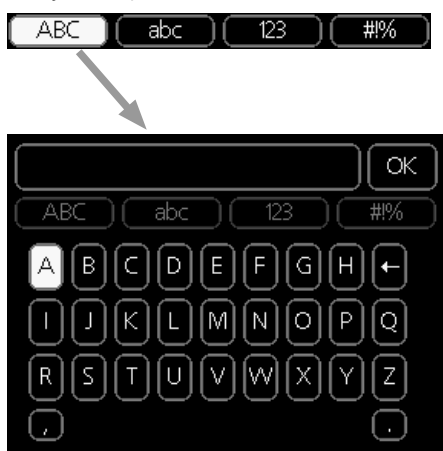 ABC abc 123 #!%
OK
ABC abc 123 #!%
A B C D E F G H ←
I J K L M N O P Q
R S T U V W X Y Z
, .